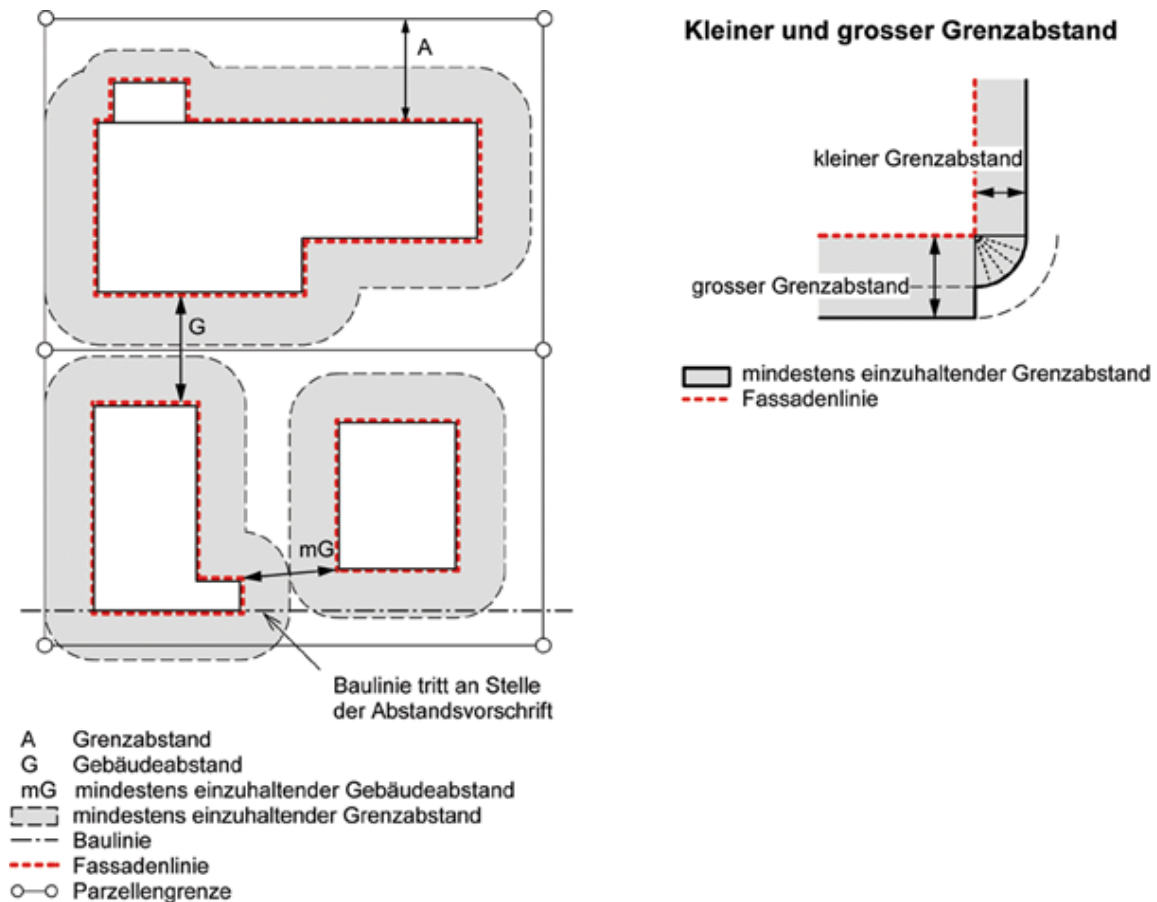 A
G
mG
Baulinie tritt an Stelle
der Abstandsvorschrift
A Grenzabstand
G Gebäudeabstand
mG mindestens einzuhaltender Gebäudeabstand
mindestens einzuhaltender Grenzabstand
Baulinie
Fassadenlinie
Parzellengrenze
Kleiner und grosser Grenzabstand
kleiner Grenzabstand
grosser Grenzabstand
mindestens einzuhaltender Grenzabstand
Fassadenlinie